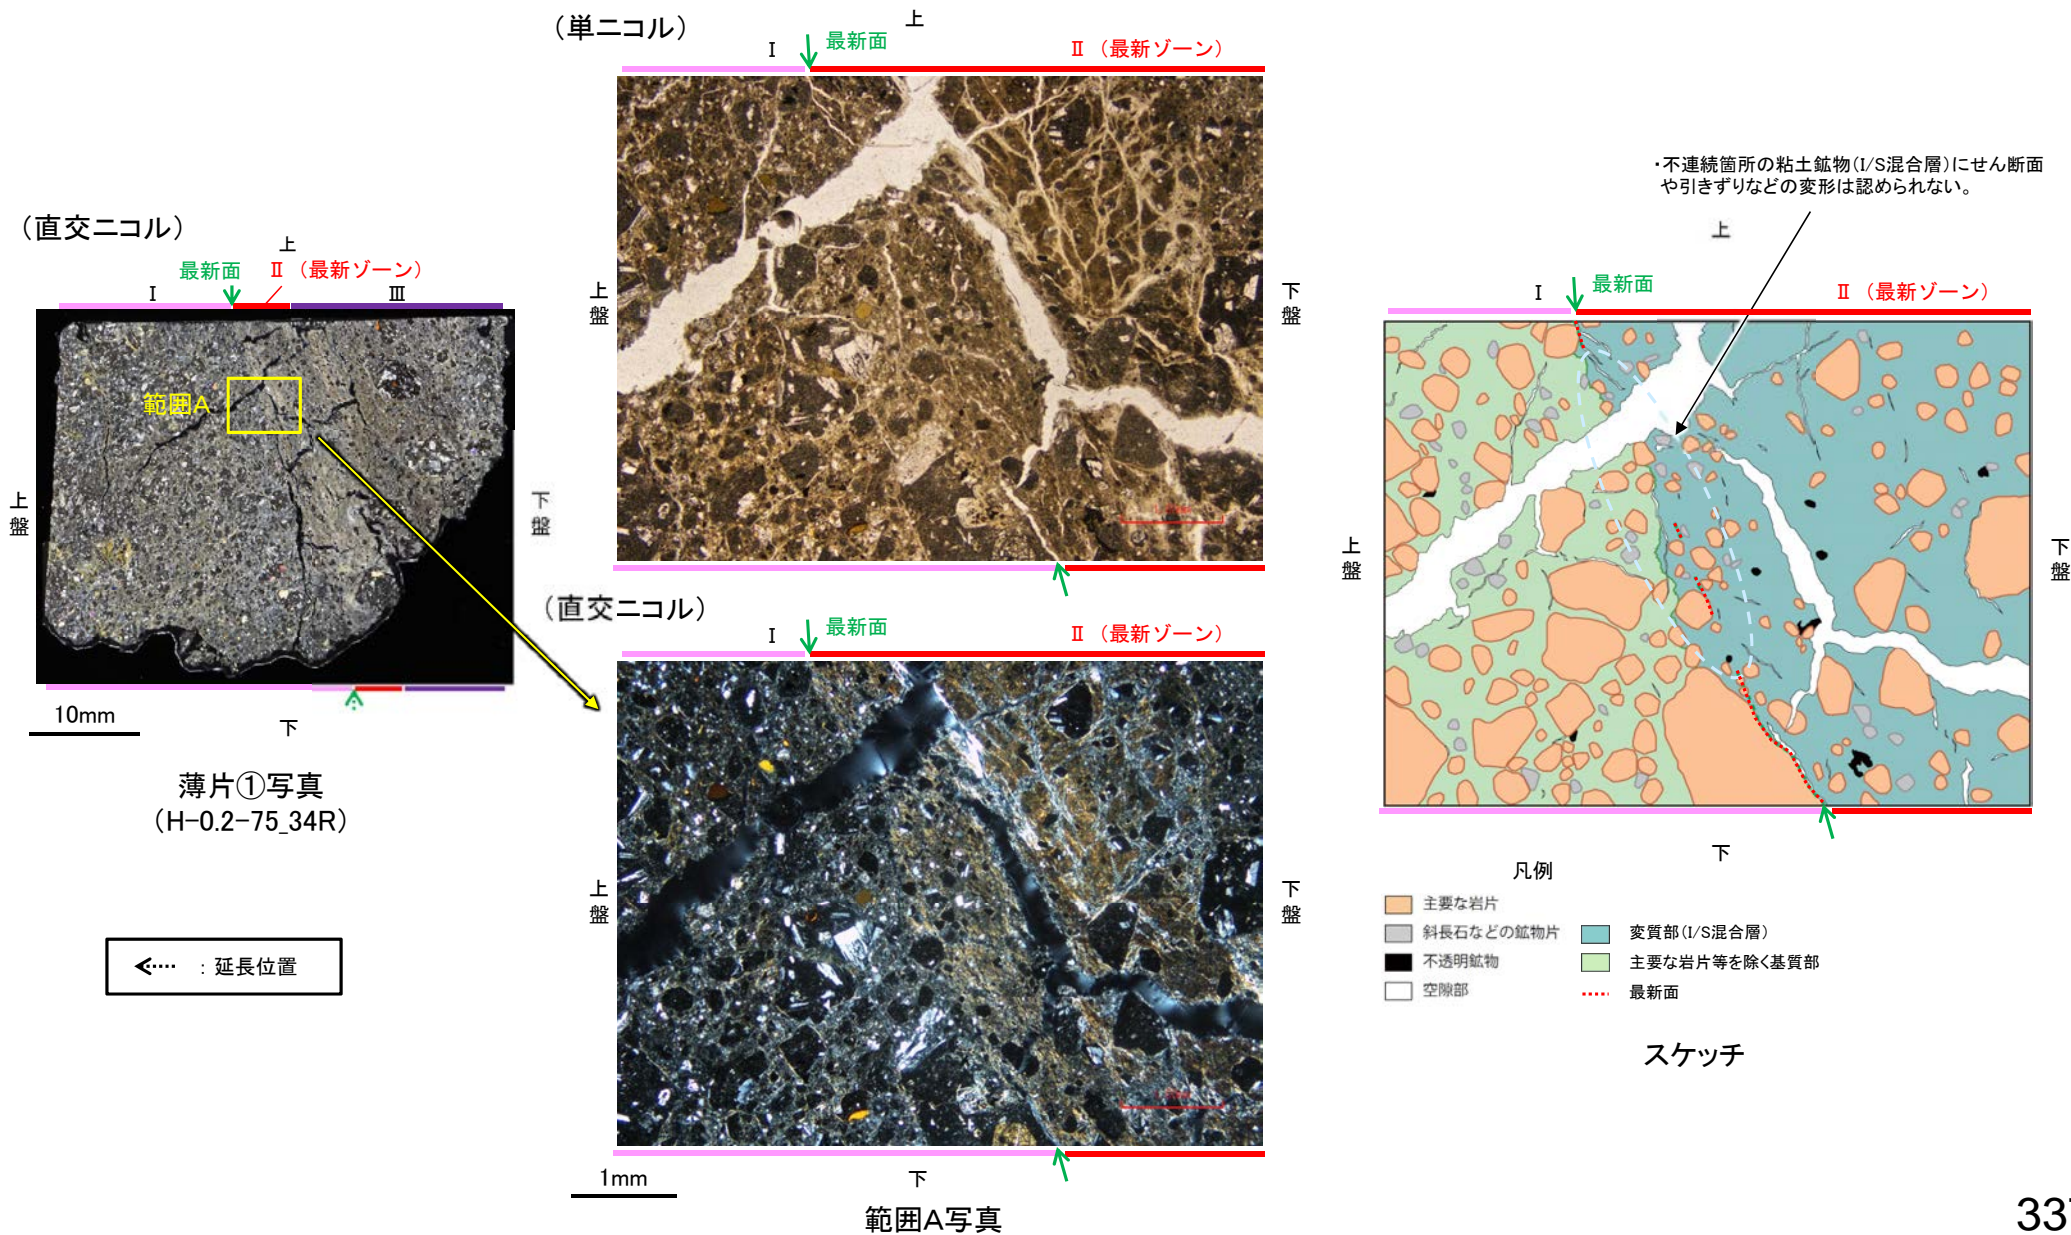 (直交ニコル)
上
最新面
Ⅱ (最新ゾーン)
Ⅰ
Ⅲ
範囲A
上盤
下盤
10mm
下
薄片①写真
(H-0.2-75_34R)
:延長位置
(単ニコル)
上
Ⅰ
最新面
Ⅱ (最新ゾーン)
上盤
下盤
(直交ニコル)
Ⅰ
最新面
Ⅱ (最新ゾーン)
上盤
下盤
1mm
下
範囲A写真
・不連続箇所の粘土鉱物(I/S混合層)にせん断面
や引きずりなどの変形は認められない。
上
Ⅰ
最新面
Ⅱ (最新ゾーン)
上盤
下盤
下
凡例
主要な岩片
斜長石などの鉱物片
不透明鉱物
空隙部
変質部(I/S混合層)
主要な岩片等を除く基質部
最新面
スケッチ